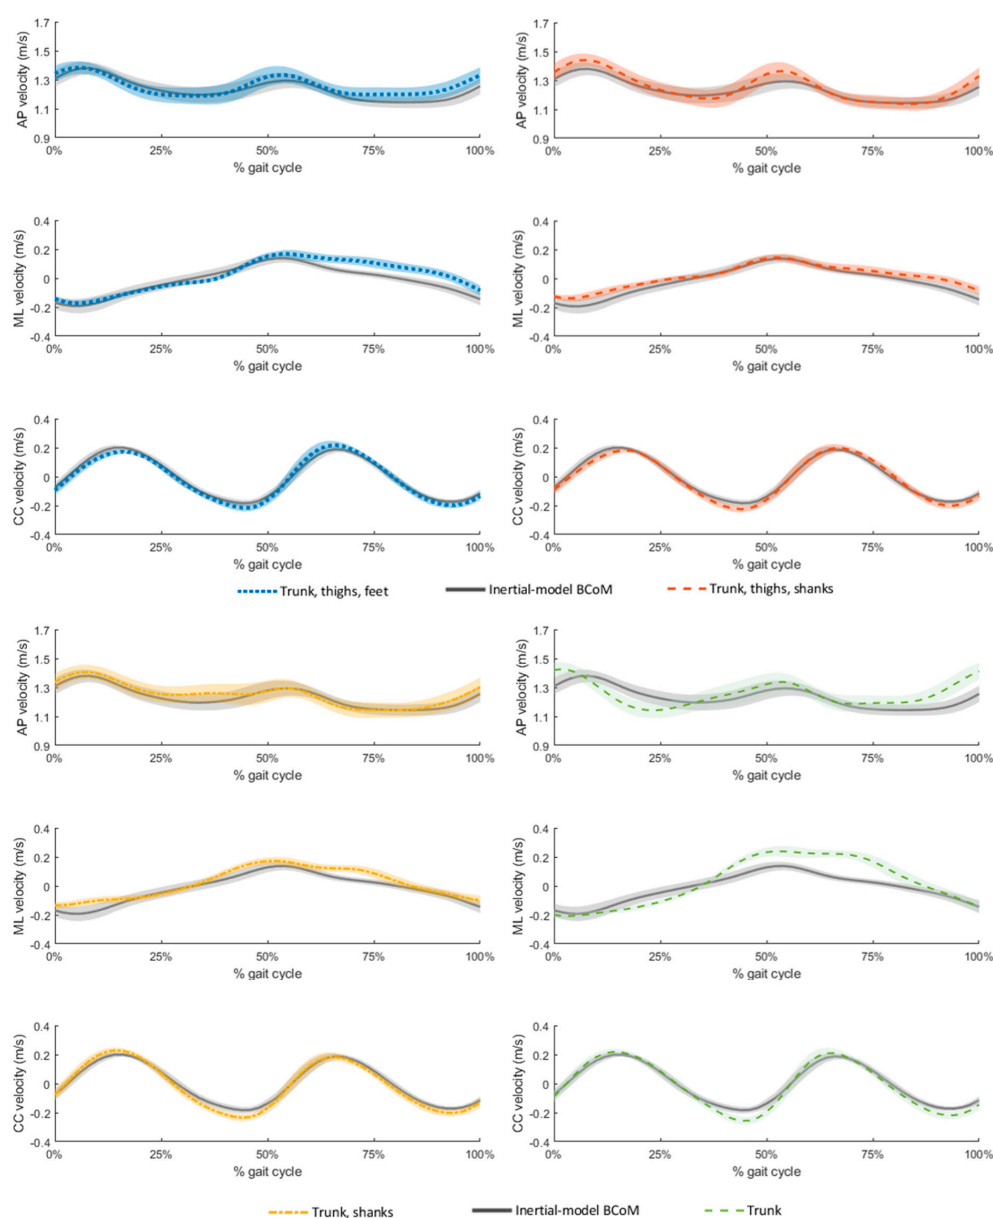 1.7
1.5
1.3
1.1
0.9
AP velocity (m/s)
0% 25% 50% 75% 100%
% gait cycle
1.7
1.5
1.3
1.1
0.9
AP velocity (m/s)
0% 25% 50% 75% 100%
% gait cycle
0.4
0.2
0
-0.2
-0.4
ML velocity (m/s)
0% 25% 50% 75% 100%
% gait cycle
0.4
0.2
0
-0.2
-0.4
ML velocity (m/s)
0% 25% 50% 75% 100%
% gait cycle
0.4
0.2
0
-0.2
-0.4
CC velocity (m/s)
0% 25% 50% 75% 100%
% gait cycle
0.4
0.2
0
-0.2
-0.4
CC velocity (m/s)
0% 25% 50% 75% 100%
% gait cycle
Trunk, thighs, feet Inertial-model BCoM Trunk, thighs, shanks
1.7
1.5
1.3
1.1
0.9
AP velocity (m/s)
0% 25% 50% 75% 100%
% gait cycle
1.7
1.5
1.3
1.1
0.9
AP velocity (m/s)
0% 25% 50% 75% 100%
% gait cycle
0.4
0.2
0
-0.2
-0.4
ML velocity (m/s)
0% 25% 50% 75% 100%
% gait cycle
0.4
0.2
0
-0.2
-0.4
ML velocity (m/s)
0% 25% 50% 75% 100%
% gait cycle
0.4
0.2
0
-0.2
-0.4
CC velocity (m/s)
0% 25% 50% 75% 100%
% gait cycle
0.4
0.2
0
-0.2
-0.4
CC velocity (m/s)
0% 25% 50% 75% 100%
% gait cycle
Trunk, shanks Inertial-model BCoM Trunk